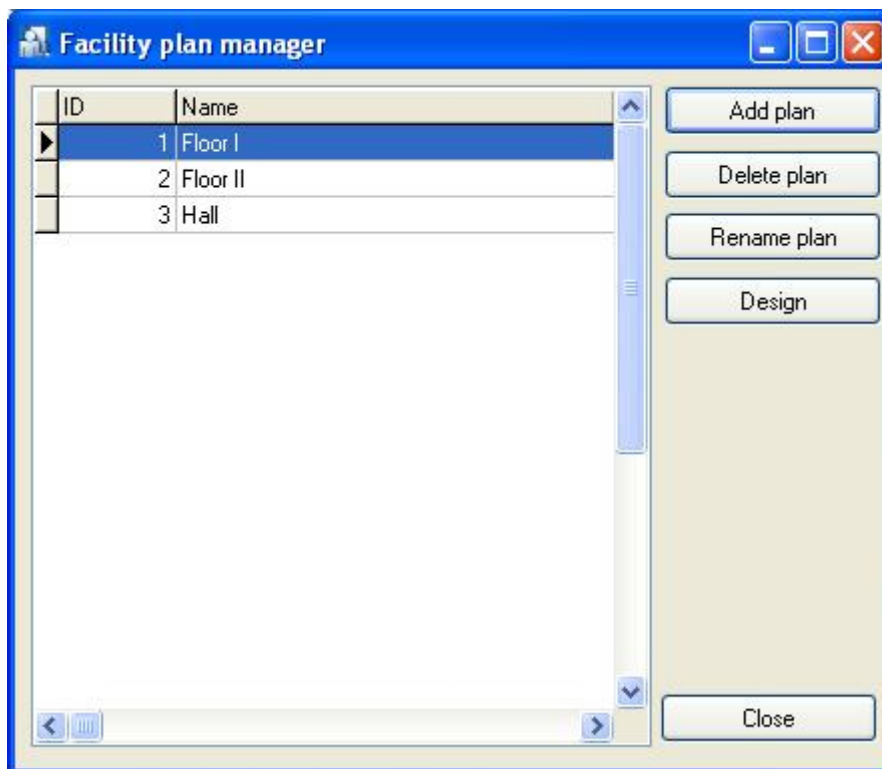 Facility plan manager
ID Name
1 Floor I
2 Floor II
3 Hall
Add plan
Delete plan
Rename plan
Design
Close